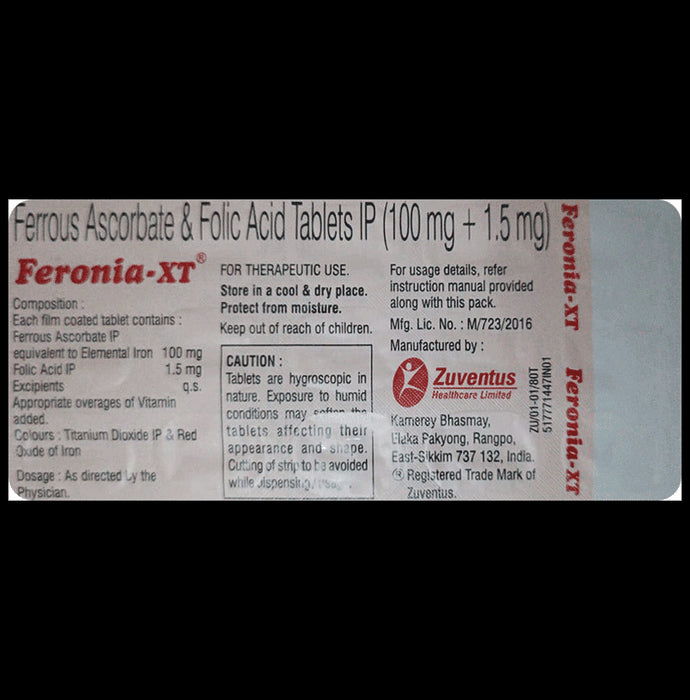 Ferrous Ascorbate & Folic Acid Tablets IP (100 mg + 1.5 mg)
Feronia-XT®
Composition :
Each film coated tablet contains :
Ferrous Ascorbate IP
equivalent to Elemental Iron 100 mg
Folic Acid IP 1.5 mg
Excipients q.s.
Appropriate overages of Vitamin
added.
Colours : Titanium Dioxide IP & Red
Oxide of Iron
Dosage : As directed by the
Physician.
FOR THERAPEUTIC USE.
Store in a cool & dry place.
Protect from moisture.
Keep out of reach of children.
CAUTION :
Tablets are hygroscopic in
nature. Exposure to humid
conditions may soften the
tablets affecting their
appearance and shape.
Cutting of strip to be avoided
while dispensing/
For usage details, refer
instruction manual provided
along with this pack.
Mfg. Lic. No. : M/723/2016
Manufactured by :
Zuventus
Healthcare Limited
Kamerey Bhasmay,
Elaka Pakyong, Rangpo,
East-Sikkim 737 132, India.
® Registered Trade Mark of
Zuventus.
ZU/01-01/80T
517771447IN01
Feronia-XT
Feronia-XT